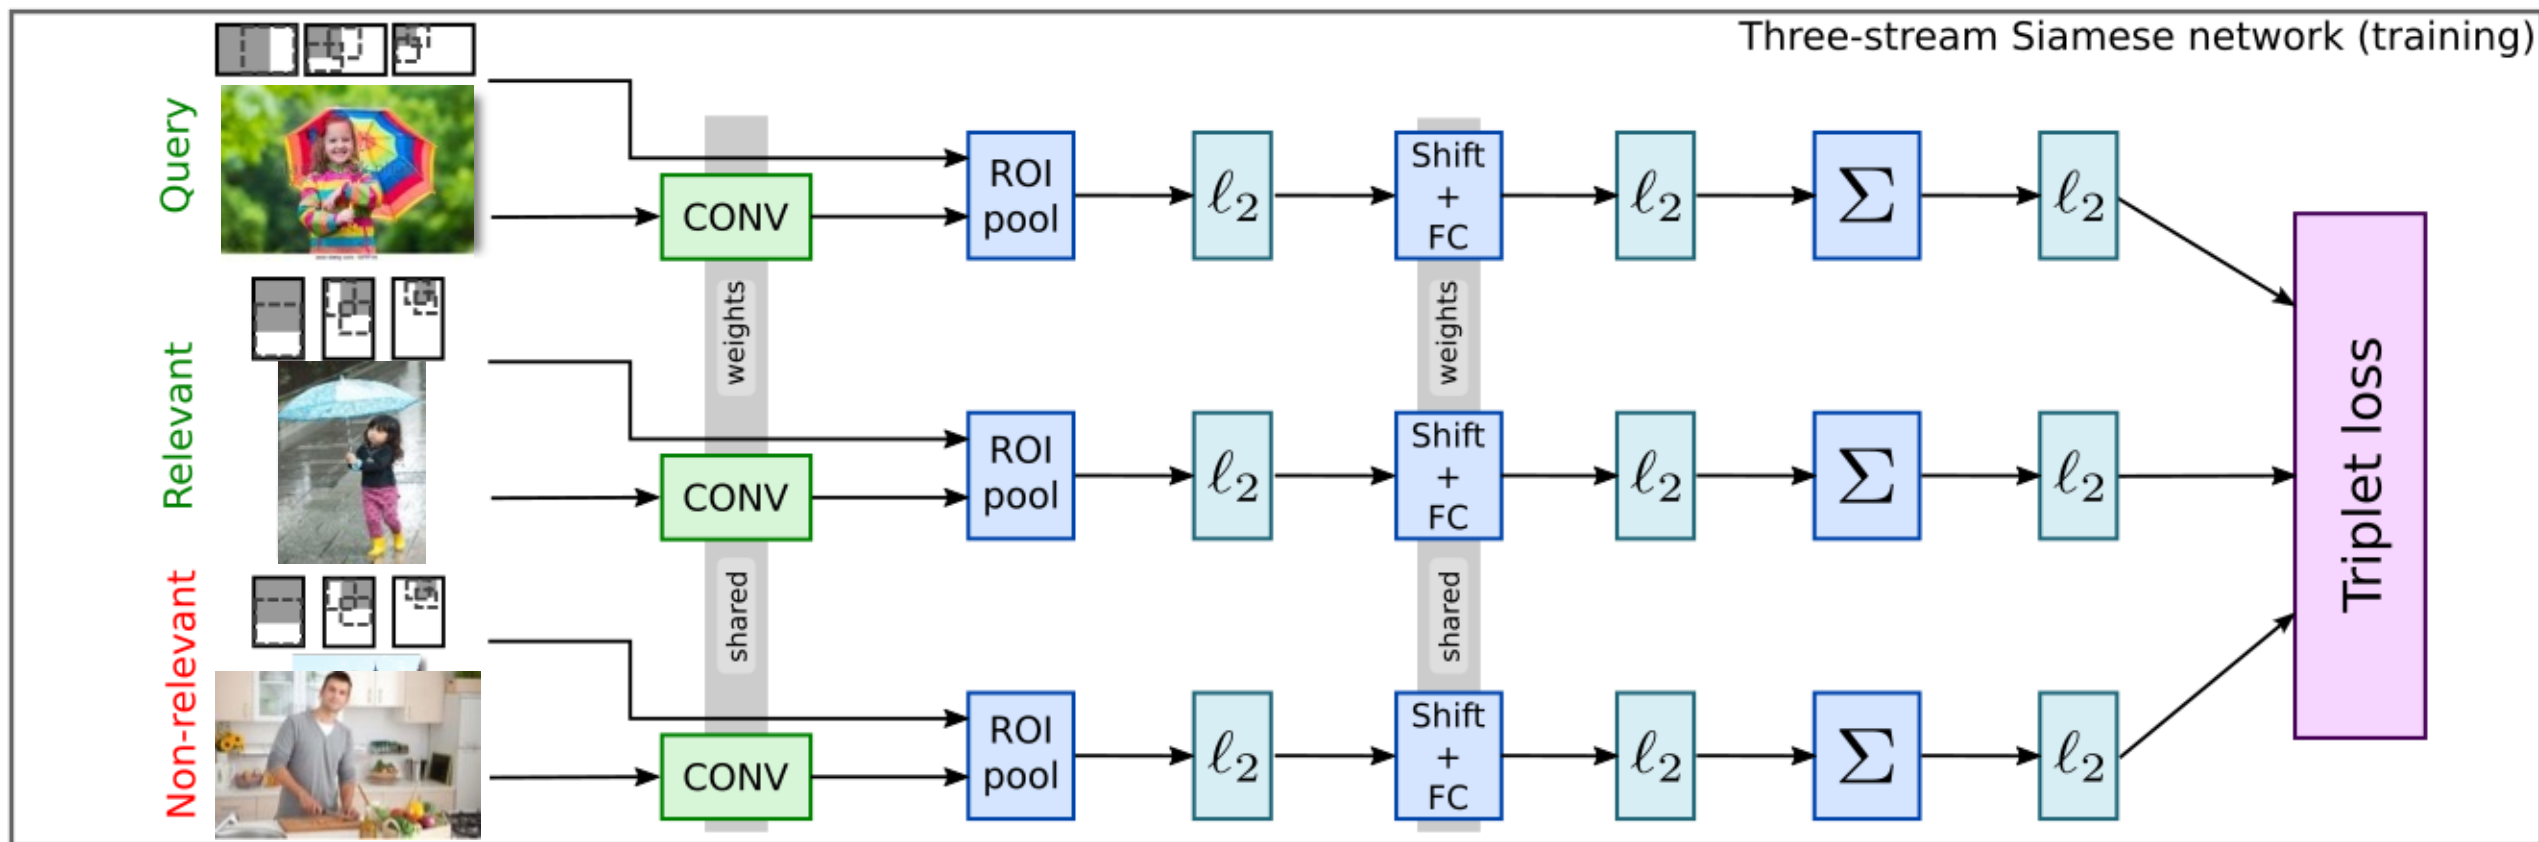 Three-stream Siamese network (training)
Query
CONV
ROI
pool
ℓ2
Shift
+
FC
ℓ2
Σ
ℓ2
weights
weights
Relevant
CONV
ROI
pool
ℓ2
Shift
+
FC
ℓ2
Σ
ℓ2
Triplet loss
shared
shared
Non-relevant
CONV
ROI
pool
ℓ2
Shift
+
FC
ℓ2
Σ
ℓ2